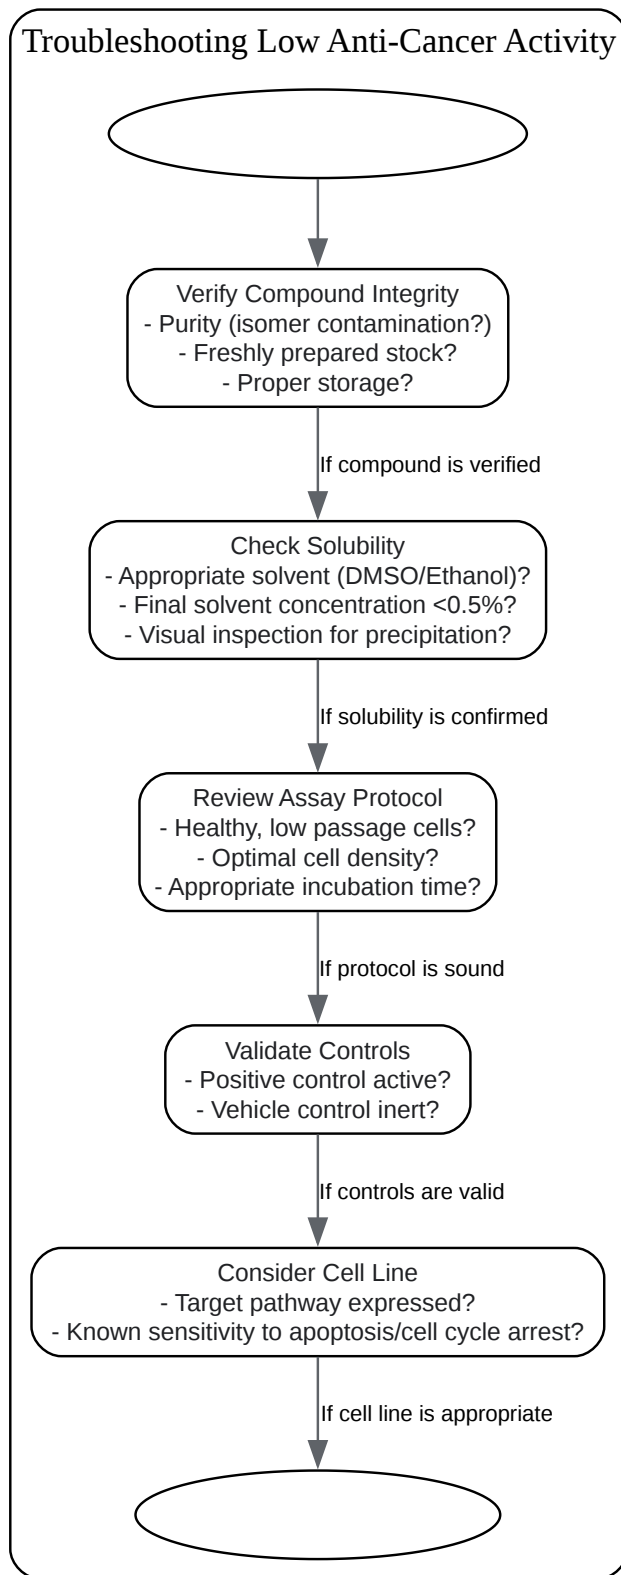 Troubleshooting Low Anti-Cancer Activity
Verify Compound Integrity
- Purity (isomer contamination?)
- Freshly prepared stock?
- Proper storage?
If compound is verified
Check Solubility
- Appropriate solvent (DMSO/Ethanol)?
- Final solvent concentration <0.5%?
- Visual inspection for precipitation?
If solubility is confirmed
Review Assay Protocol
- Healthy, low passage cells?
- Optimal cell density?
- Appropriate incubation time?
If protocol is sound
Validate Controls
- Positive control active?
- Vehicle control inert?
If controls are valid
Consider Cell Line
- Target pathway expressed?
- Known sensitivity to apoptosis/cell cycle arrest?
If cell line is appropriate